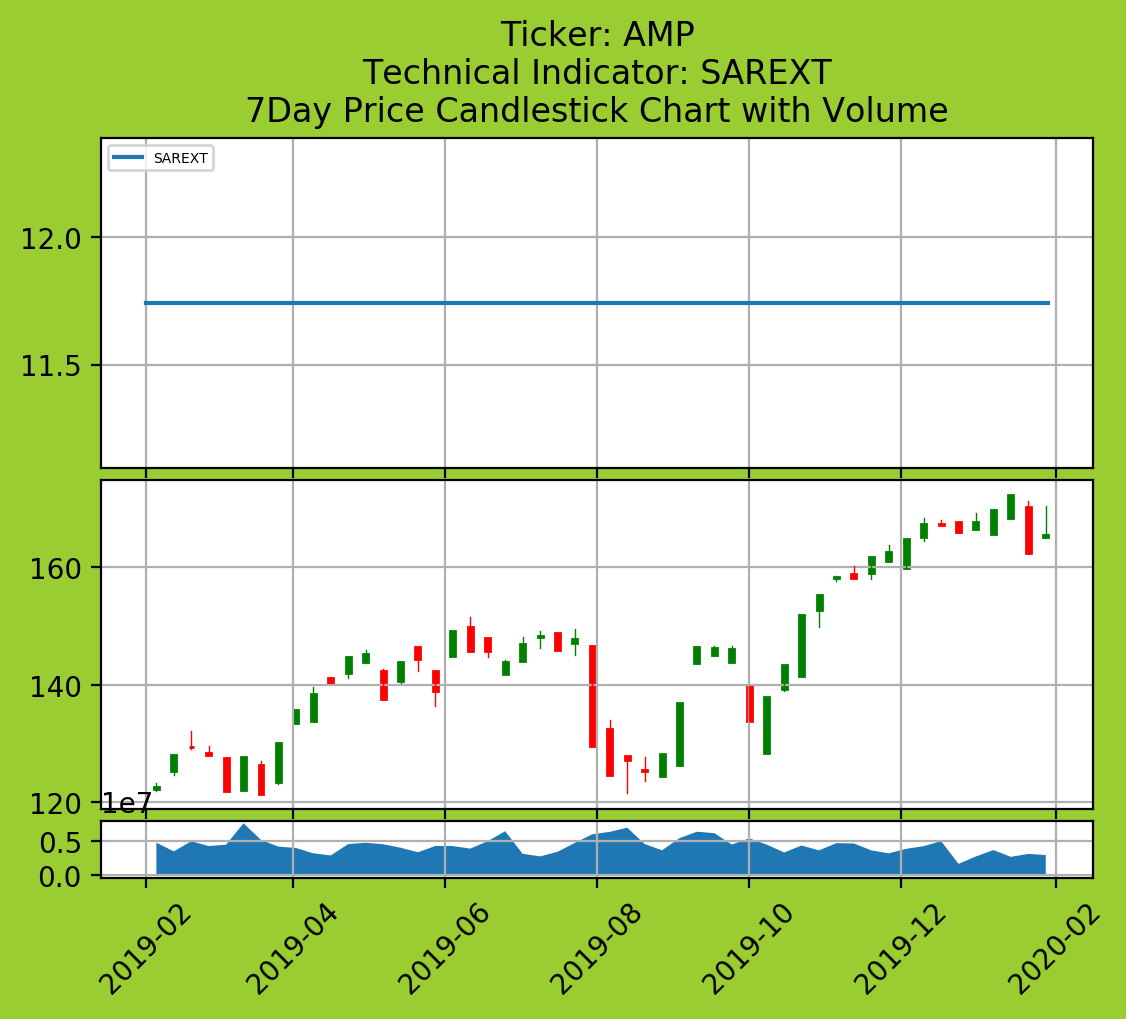 Ticker: AMP
Technical Indicator: SAREXT
7Day Price Candlestick Chart with Volume
SAREXT
12.0
11.5
160
140
120
1e7
0.5
0.0
2019-02
2019-04
2019-06
2019-08
2019-10
2019-12
2020-02